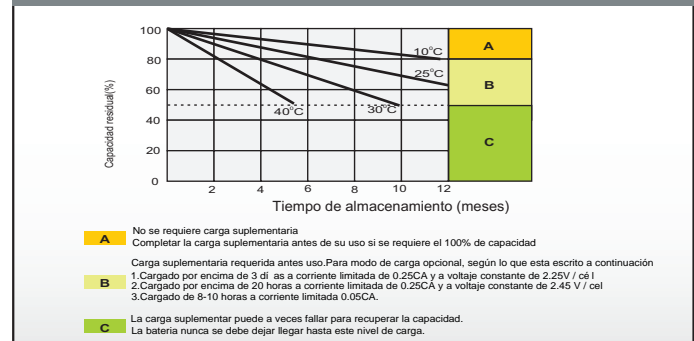 100
80
60
40
20
0
Capacidad residual(%)
10°C
25°C
30°C
40°C
A
B
C
2 4 6 8 10 12
Tiempo de almacenamiento (meses)
A
No se requiere carga suplementaria
Completar la carga suplementaria antes de su uso si se requiere el 100% de capacidad
B
Carga suplementaria requerida antes uso.Para modo de carga opcional, según lo que esta escrito a continuación
1.Cargado por encima de 3 dí as a corriente limitada de 0.25CA y a voltaje constante de 2.25V / cé l
2.Cargado por encima de 20 horas a corriente limitada de 0.25CA y a voltaje constante de 2.45 V / cel
3.Cargado de 8-10 horas a corriente limitada 0.05CA.
C
La carga suplementar puede a veces fallar para recuperar la capacidad.
La bateria nunca se debe dejar llegar hasta este nivel de carga.